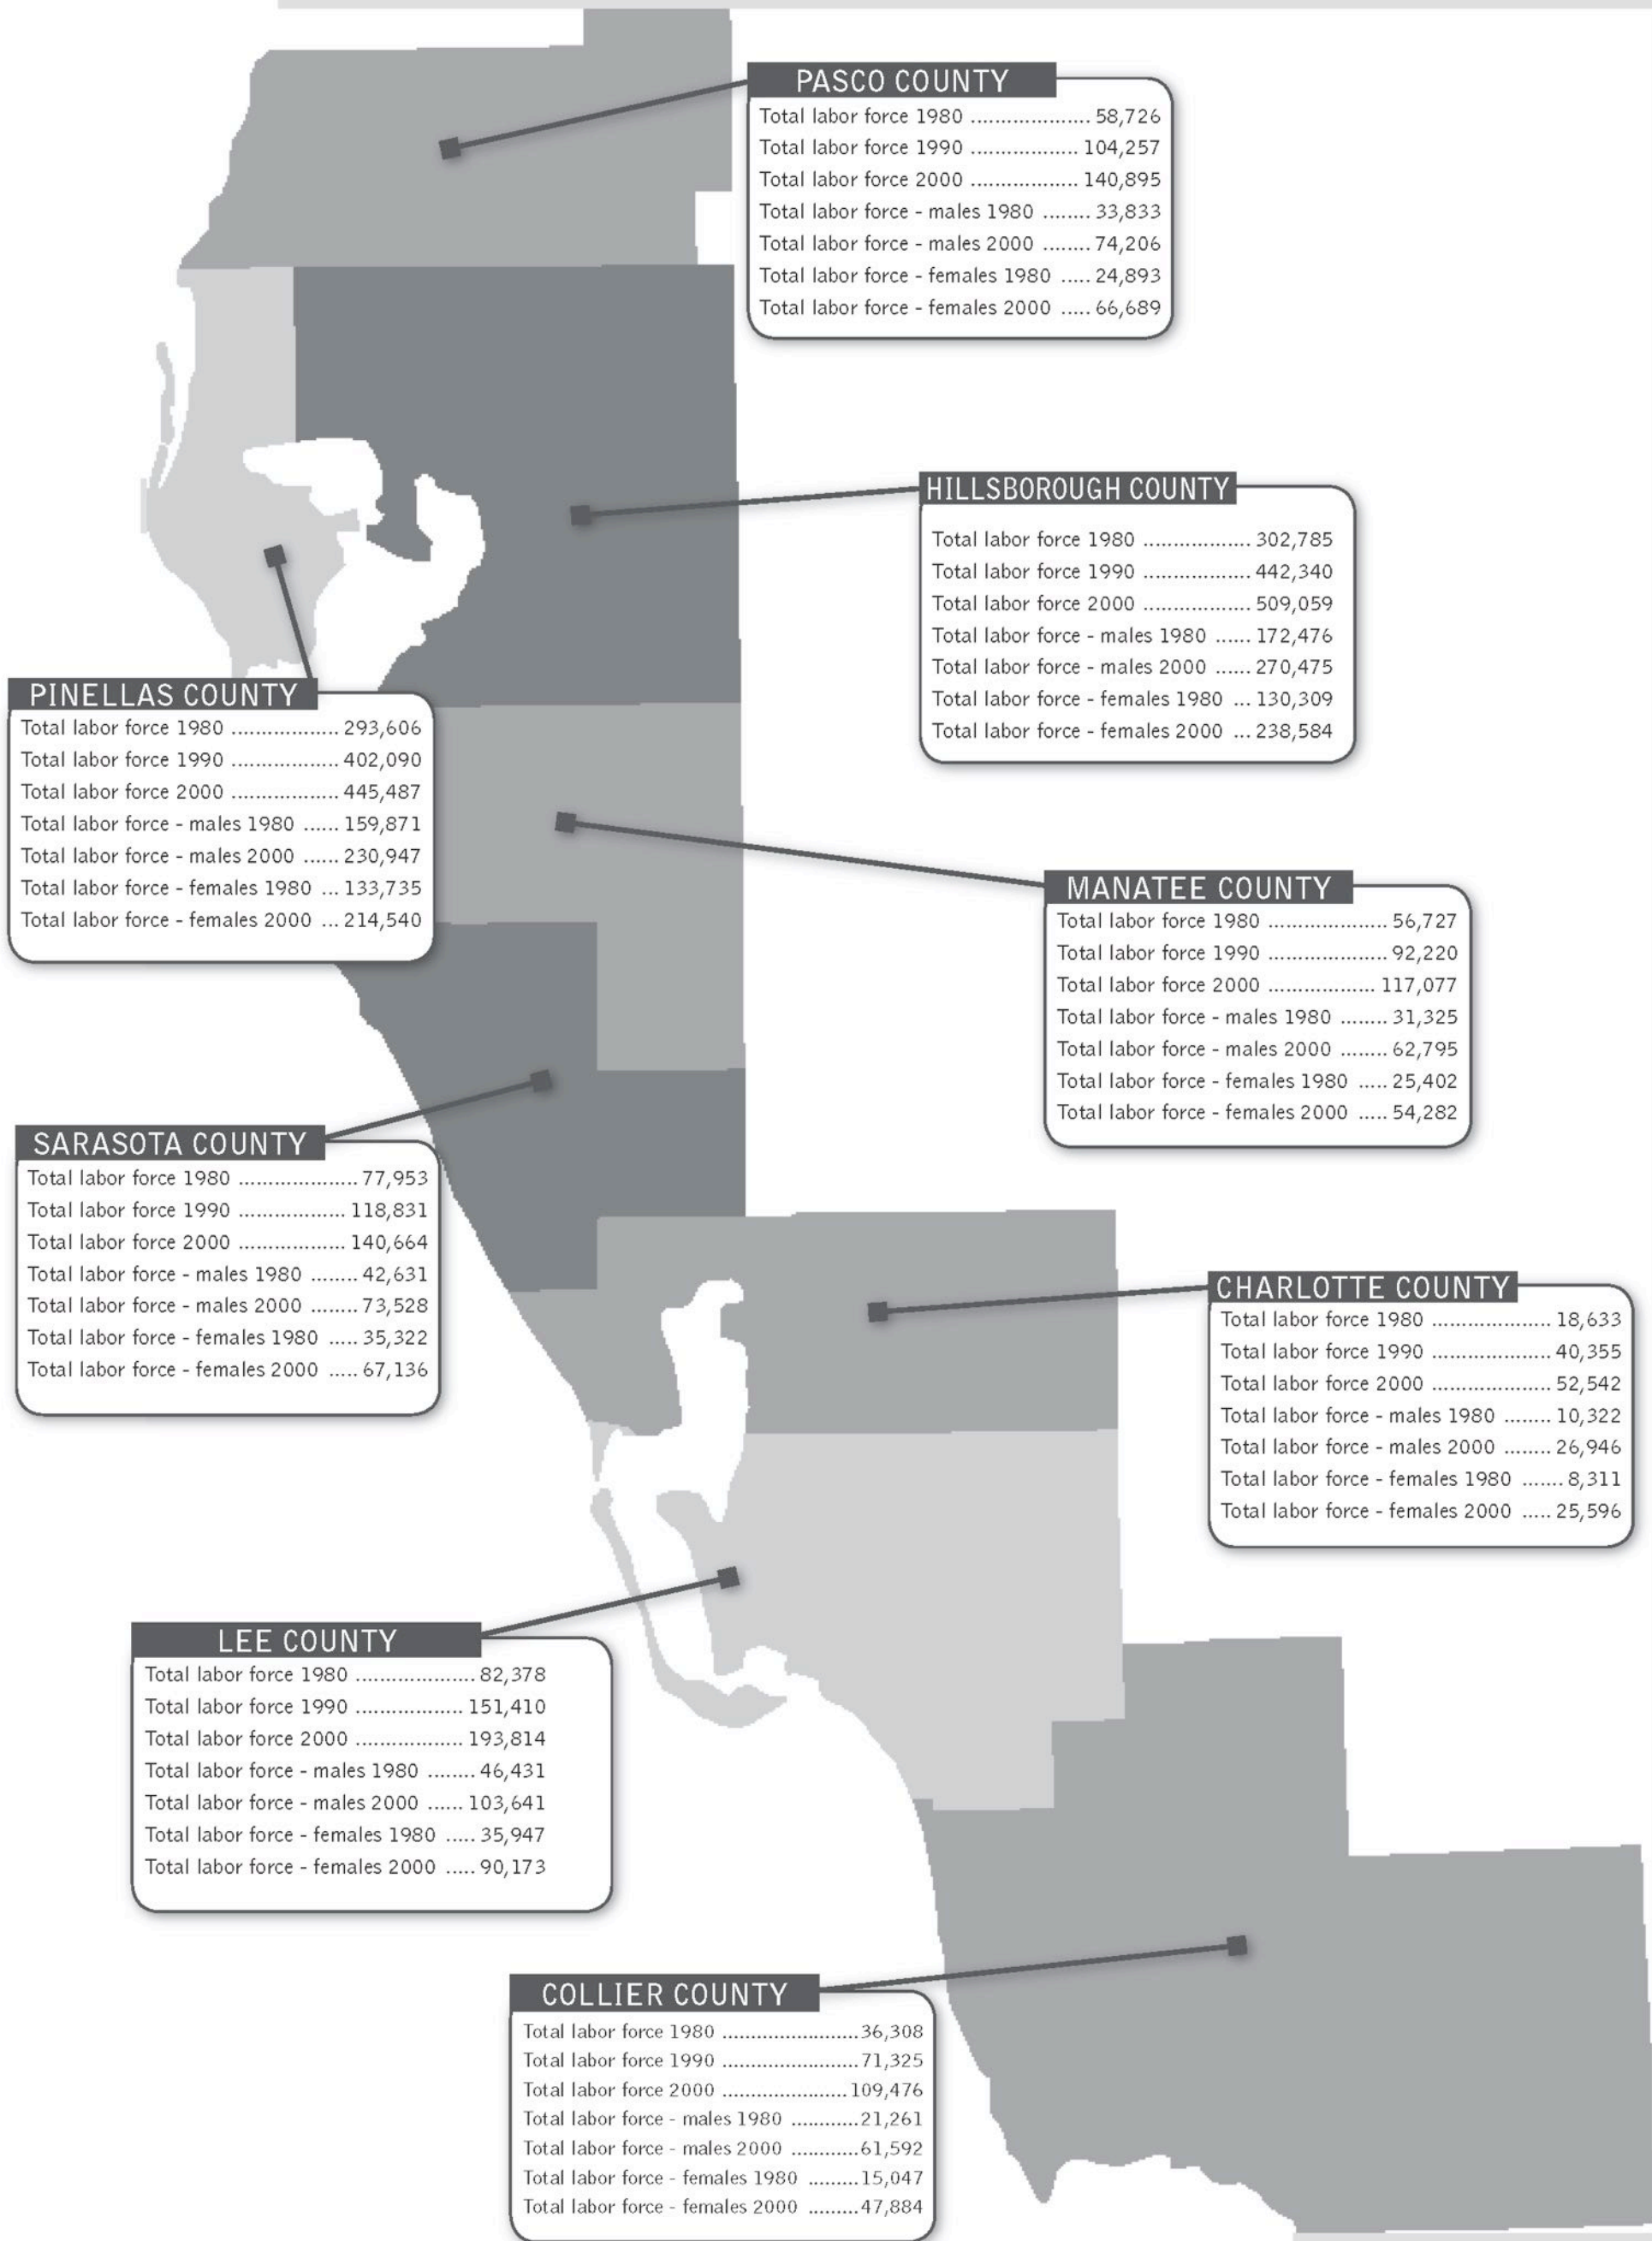 PASCO COUNTY
Total labor force 1980 .................... 58,726
Total labor force 1990 .................. 104,257
Total labor force 2000 .................. 140,895
Total labor force - males 1980 ........ 33,833
Total labor force - males 2000 ........ 74,206
Total labor force - females 1980 ..... 24,893
Total labor force - females 2000 ..... 66,689
HILLSBOROUGH COUNTY
Total labor force 1980 .................. 302,785
Total labor force 1990 .................. 442,340
Total labor force 2000 .................. 509,059
Total labor force - males 1980 ...... 172,476
Total labor force - males 2000 ...... 270,475
Total labor force - females 1980 ... 130,309
Total labor force - females 2000 ... 238,584
PINELLAS COUNTY
Total labor force 1980 .................. 293,606
Total labor force 1990 .................. 402,090
Total labor force 2000 .................. 445,487
Total labor force - males 1980 ...... 159,871
Total labor force - males 2000 ...... 230,947
Total labor force - females 1980 ... 133,735
Total labor force - females 2000 ... 214,540
MANATEE COUNTY
Total labor force 1980 .................... 56,727
Total labor force 1990 .................... 92,220
Total labor force 2000 .................. 117,077
Total labor force - males 1980 ........ 31,325
Total labor force - males 2000 ........ 62,795
Total labor force - females 1980 ..... 25,402
Total labor force - females 2000 ..... 54,282
SARASOTA COUNTY
Total labor force 1980 .................... 77,953
Total labor force 1990 .................. 118,831
Total labor force 2000 .................. 140,664
Total labor force - males 1980 ........ 42,631
Total labor force - males 2000 ........ 73,528
Total labor force - females 1980 ..... 35,322
Total labor force - females 2000 ..... 67,136
CHARLOTTE COUNTY
Total labor force 1980 .................... 18,633
Total labor force 1990 .................... 40,355
Total labor force 2000 .................... 52,542
Total labor force - males 1980 ........ 10,322
Total labor force - males 2000 ........ 26,946
Total labor force - females 1980 ....... 8,311
Total labor force - females 2000 ..... 25,596
LEE COUNTY
Total labor force 1980 .................... 82,378
Total labor force 1990 .................. 151,410
Total labor force 2000 .................. 193,814
Total labor force - males 1980 ........ 46,431
Total labor force - males 2000 ...... 103,641
Total labor force - females 1980 ..... 35,947
Total labor force - females 2000 ..... 90,173
COLLIER COUNTY
Total labor force 1980 ........................36,308
Total labor force 1990 ........................71,325
Total labor force 2000 ......................109,476
Total labor force - males 1980 ............21,261
Total labor force - males 2000 ............61,592
Total labor force - females 1980 .........15,047
Total labor force - females 2000 .........47,884